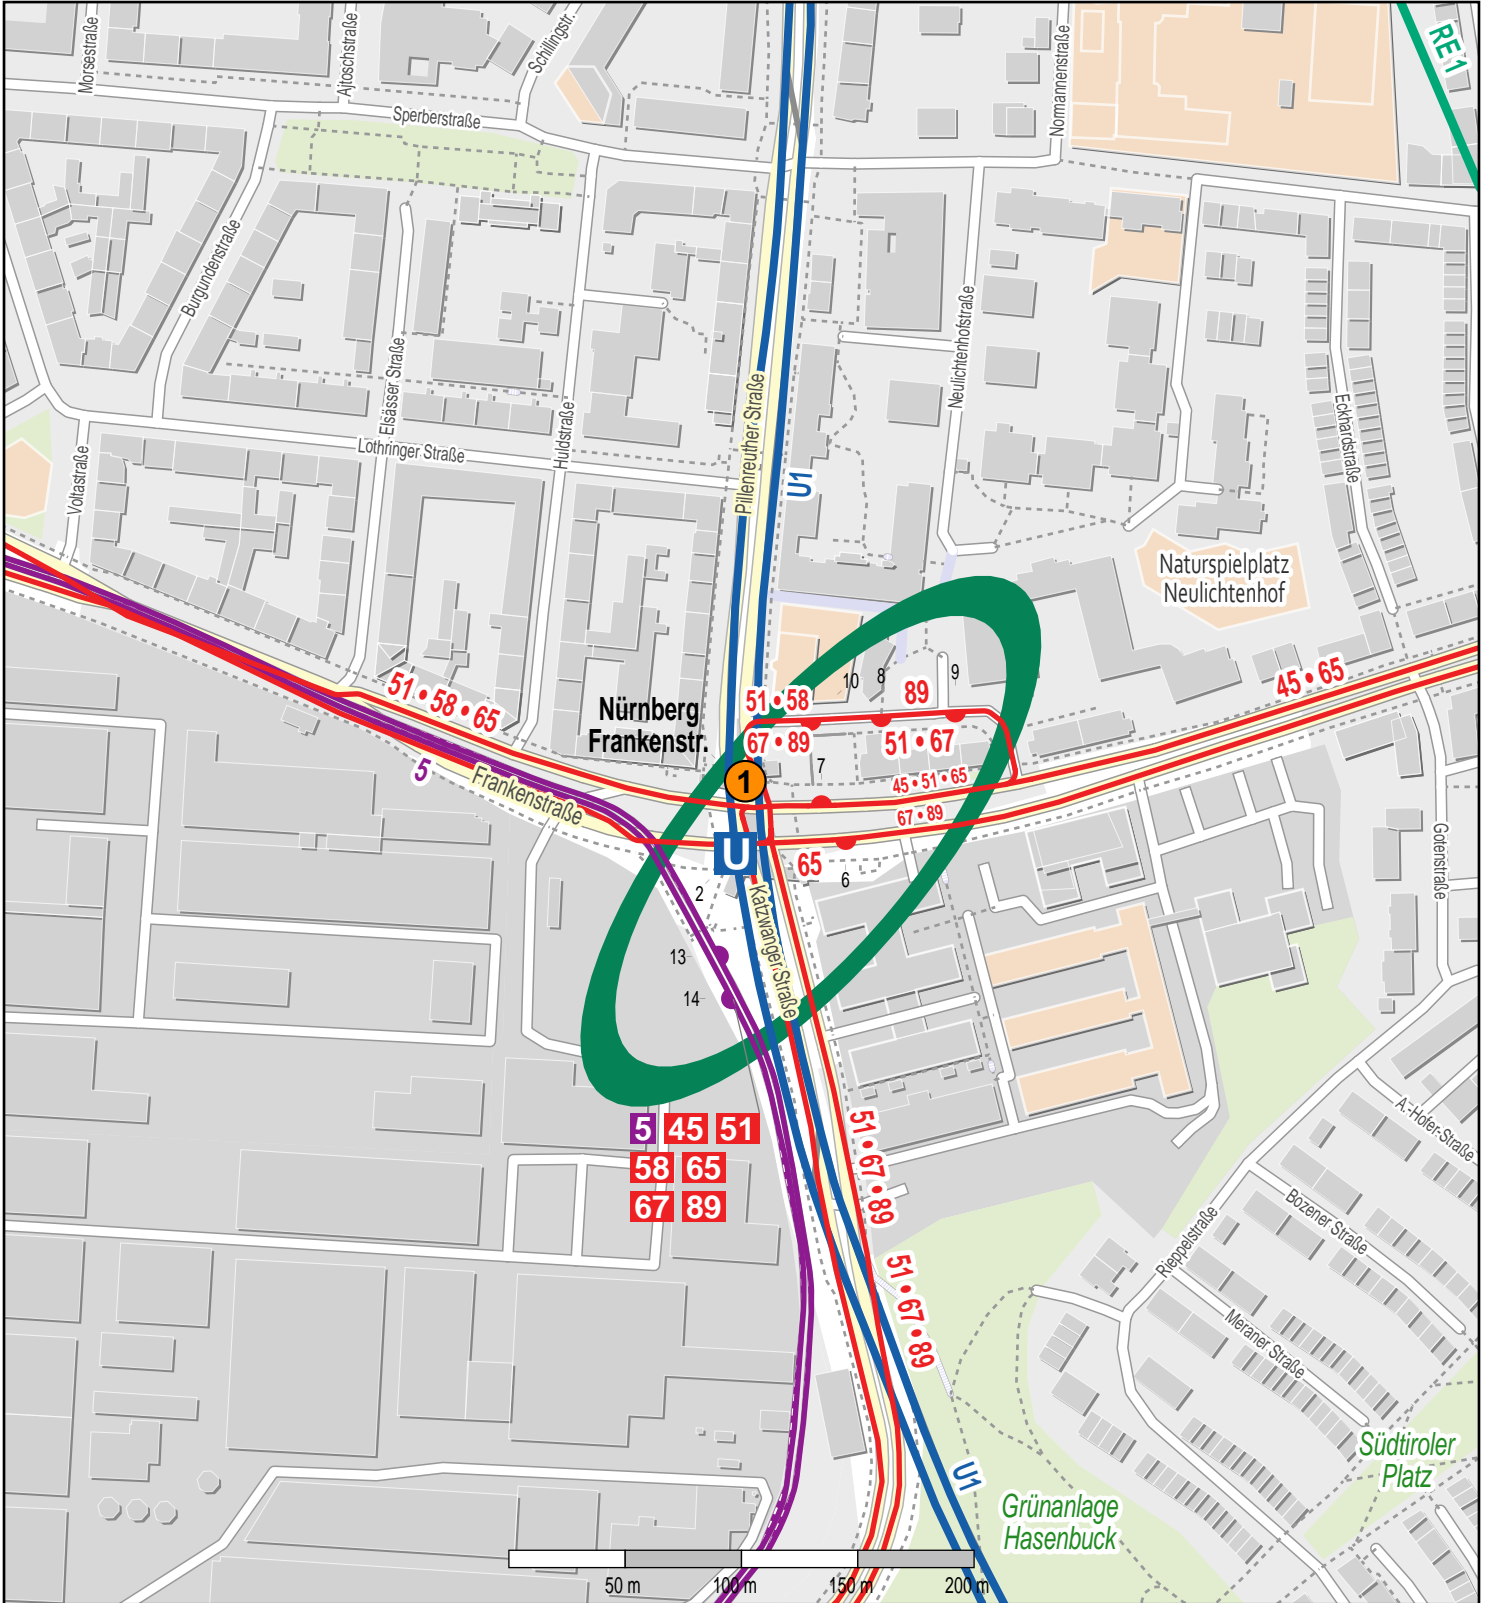 Morsestraße
Ajtoschstraße
Schillingstr.
Normannenstraße
RE 1
Sperberstraße
Burgundenstraße
Elsässer Straße
Huldstraße
Pillenreuther Straße
Neulichtenhofstraße
Eckhardstraße
Voltastraße
Lothringer Straße
U1
Naturspielplatz
Neulichtenhof
51 • 58 • 65
Nürnberg
Frankenstr.
51 • 58
67 • 89
10
8
9
89
51 • 67
45 • 65
5
Frankenstraße
1
7
45 • 51 • 65
67 • 89
U
65
6
2
Katzwanger Straße
13
14
Gotenstraße
5 45 51
58 65
67 89
51 • 67 • 89
51 • 67 • 89
A.-Hofer-Straße
Bozener Straße
Rieppelstraße
Meraner Straße
U1
Südtiroler
Platz
Grünanlage
Hasenbuck
50 m 100 m 150 m 200 m